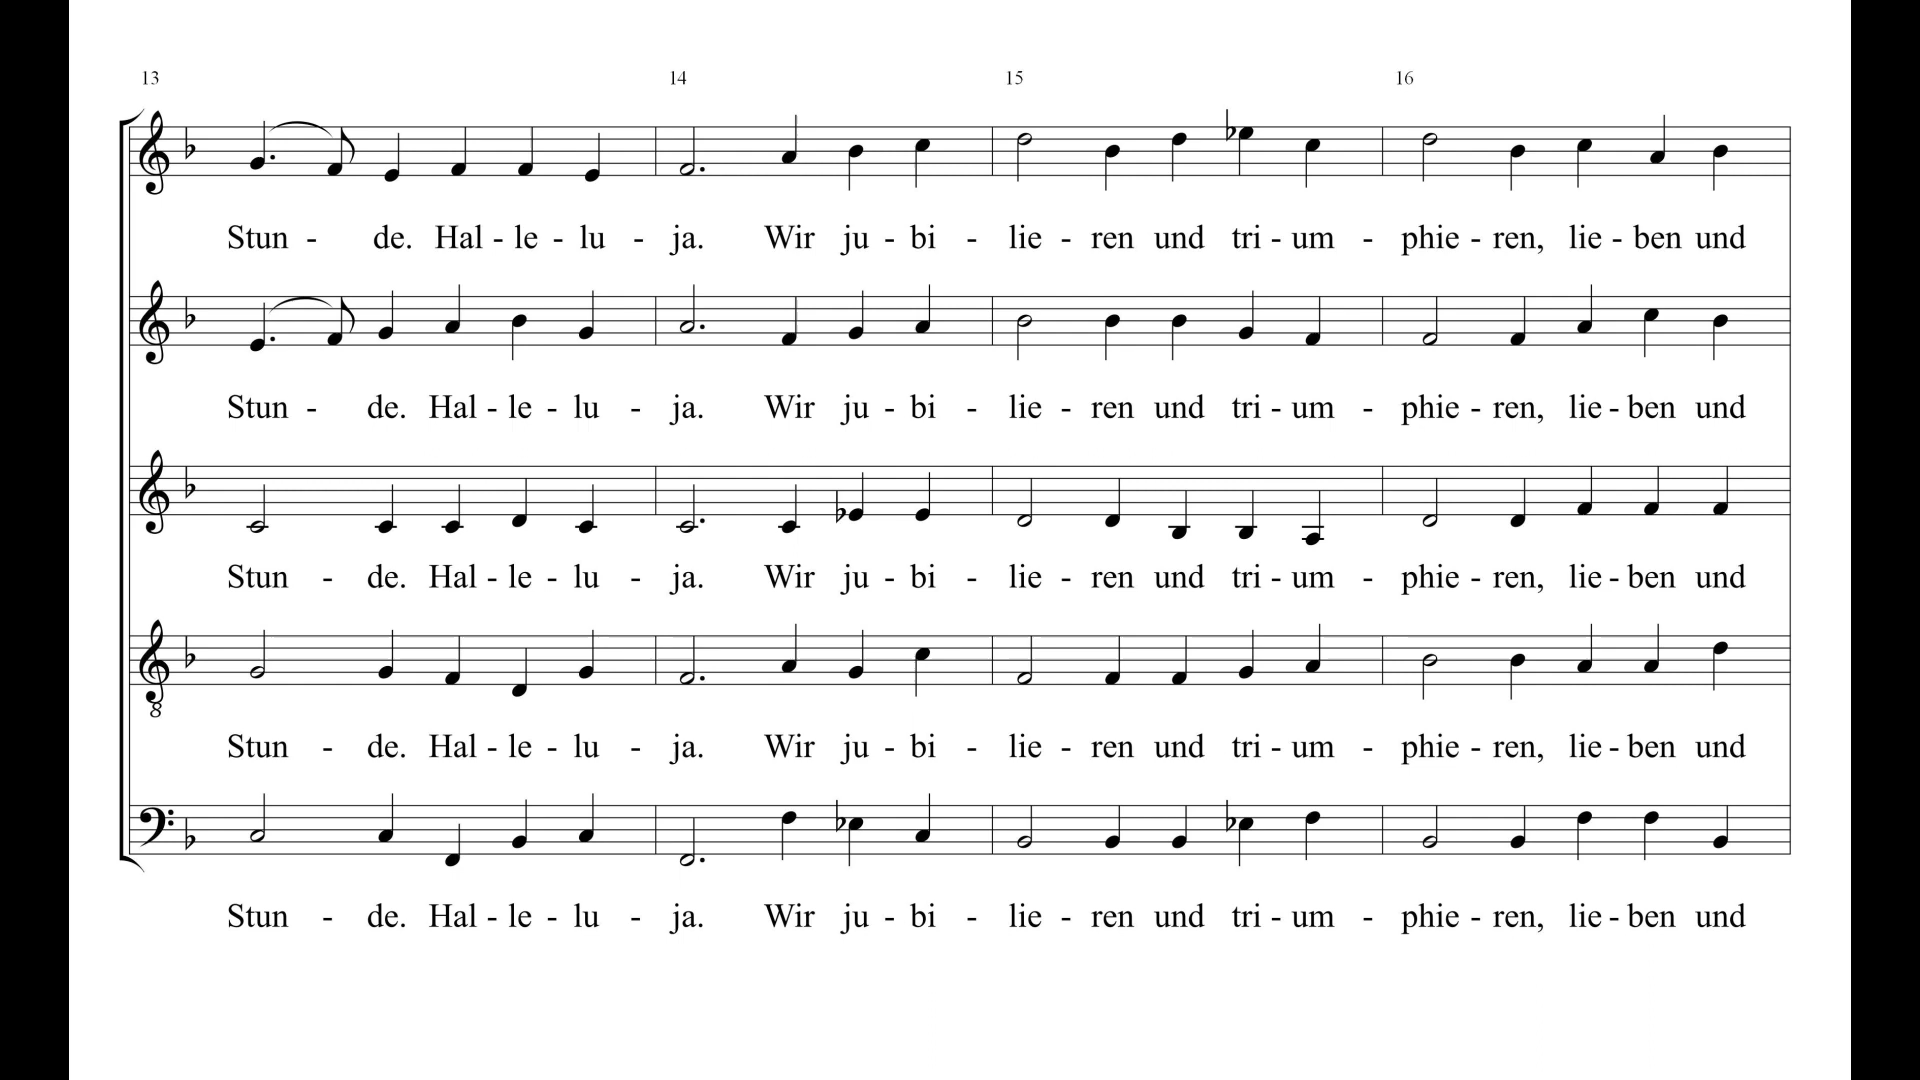 13 14 15 16
Stun - de. Hal - le - lu - ja. Wir ju - bi - lie - ren und tri - um - phie - ren, lie - ben und
Stun - de. Hal - le - lu - ja. Wir ju - bi - lie - ren und tri - um - phie - ren, lie - ben und
Stun - de. Hal - le - lu - ja. Wir ju - bi - lie - ren und tri - um - phie - ren, lie - ben und
8
Stun - de. Hal - le - lu - ja. Wir ju - bi - lie - ren und tri - um - phie - ren, lie - ben und
Stun - de. Hal - le - lu - ja. Wir ju - bi - lie - ren und tri - um - phie - ren, lie - ben und